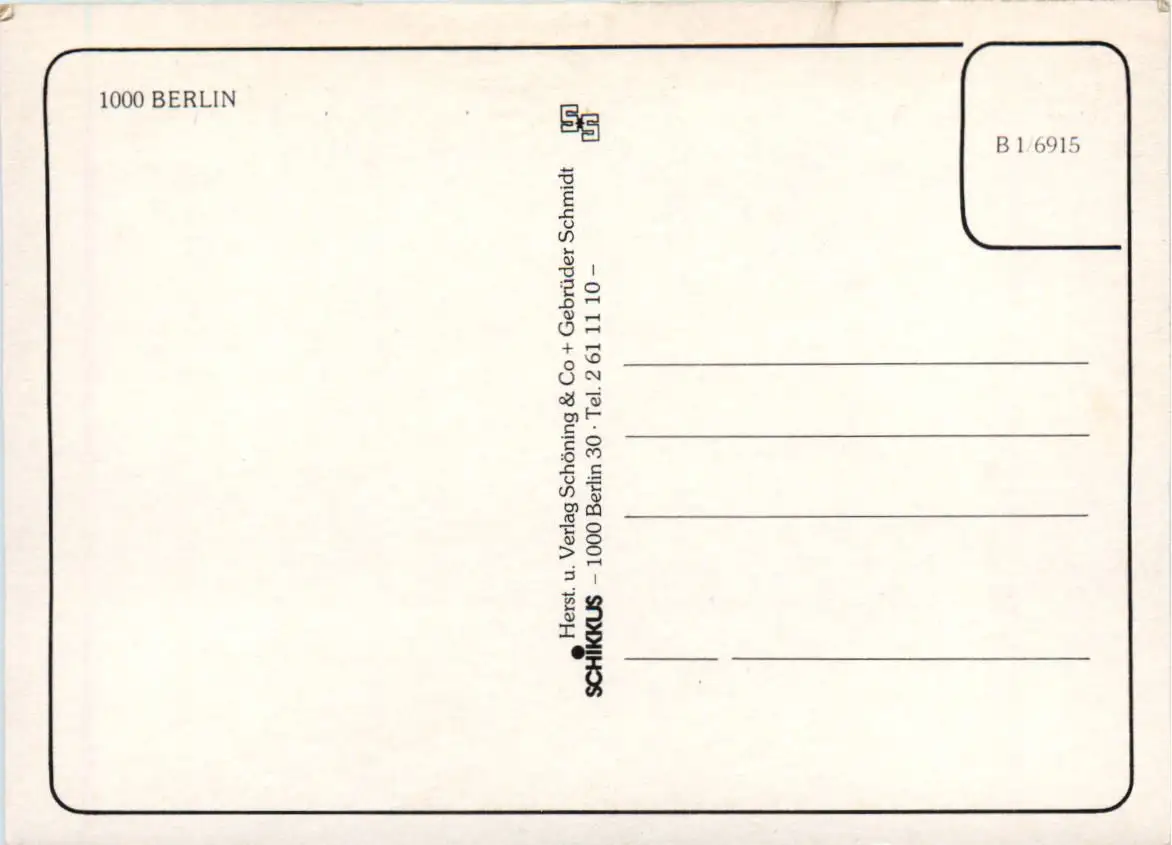 1000 BERLIN
Herst. u. Verlag Schöning & Co + Gebrüder Schmidt
SCHIKKUS – 1000 Berlin 30 · Tel. 2 61 11 10 –
B 1/6915